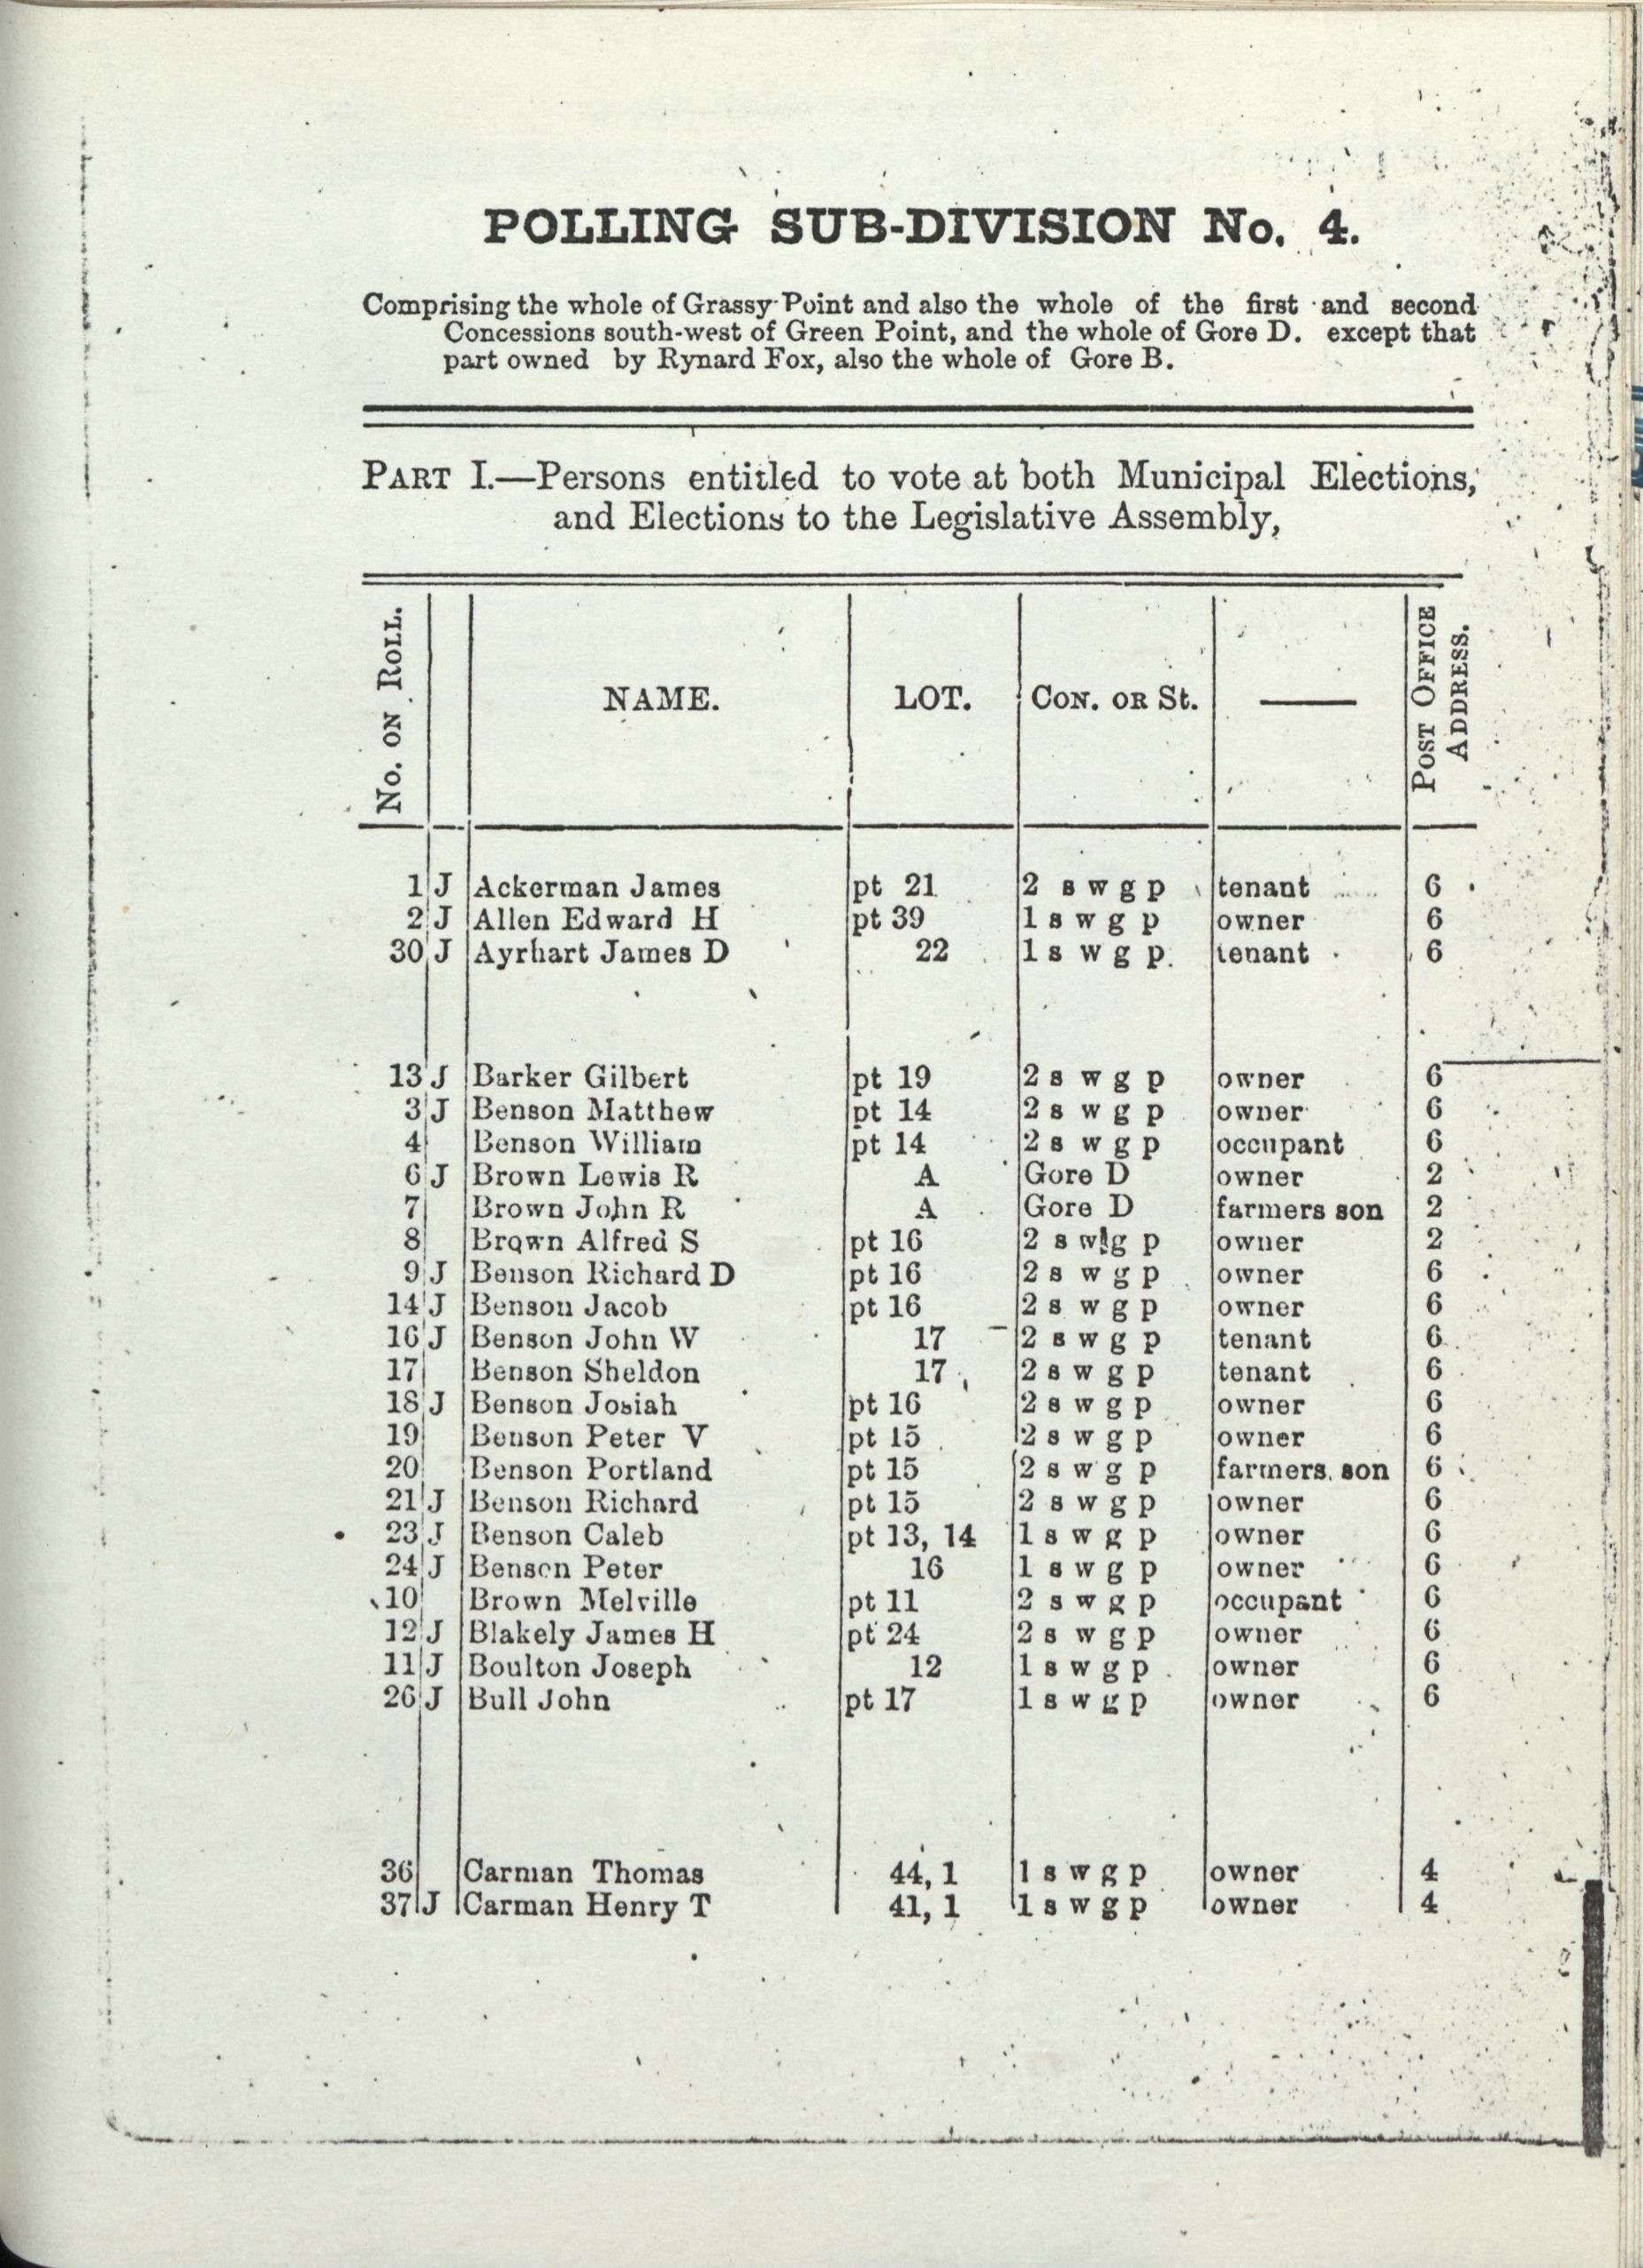 POLLING SUB-DIVISION No. 4.
Comprising the whole of Grassy Point and also the whole of the first and second
Concessions south-west of Green Point, and the whole of Gore D. except that
part owned by Rynard Fox, also the whole of Gore B.
PART I.—Persons entitled to vote at both Municipal Elections,
and Elections to the Legislative Assembly,
No. ON ROLL. NAME. LOT. CON. OR St. — POST OFFICE ADDRESS.
1 J Ackerman James pt 21 2 s w g p tenant 6
2 J Allen Edward H pt 39 1 s w g p owner 6
30 J Ayrhart James D 22 1 s w g p. tenant 6
13 J Barker Gilbert pt 19 2 s w g p owner 6
3 J Benson Matthew pt 14 2 s w g p owner 6
4 Benson William pt 14 2 s w g p occupant 6
6 J Brown Lewis R A Gore D owner 2
7 Brown John R A Gore D farmers son 2
8 Brown Alfred S pt 16 2 s w g p owner 2
9 J Benson Richard D pt 16 2 s w g p owner 6
14 J Benson Jacob pt 16 2 s w g p owner 6
16 J Benson John W 17 2 s w g p tenant 6
17 Benson Sheldon 17 2 s w g p tenant 6
18 J Benson Josiah pt 16 2 s w g p owner 6
19 Benson Peter V pt 15 2 s w g p owner 6
20 Benson Portland pt 15 2 s w g p farmers. son 6
21 J Benson Richard pt 15 2 s w g p owner 6
23 J Benson Caleb pt 13, 14 1 s w g p owner 6
24 J Benson Peter 16 1 s w g p owner 6
10 Brown Melville pt 11 2 s w g p occupant 6
12 J Blakely James H pt 24 2 s w g p owner 6
11 J Boulton Joseph 12 1 s w g p owner 6
26 J Bull John pt 17 1 s w g p owner 6
36 Carman Thomas 44, 1 1 s w g p owner 4
37 J Carman Henry T 41, 1 1 s w g p owner 4